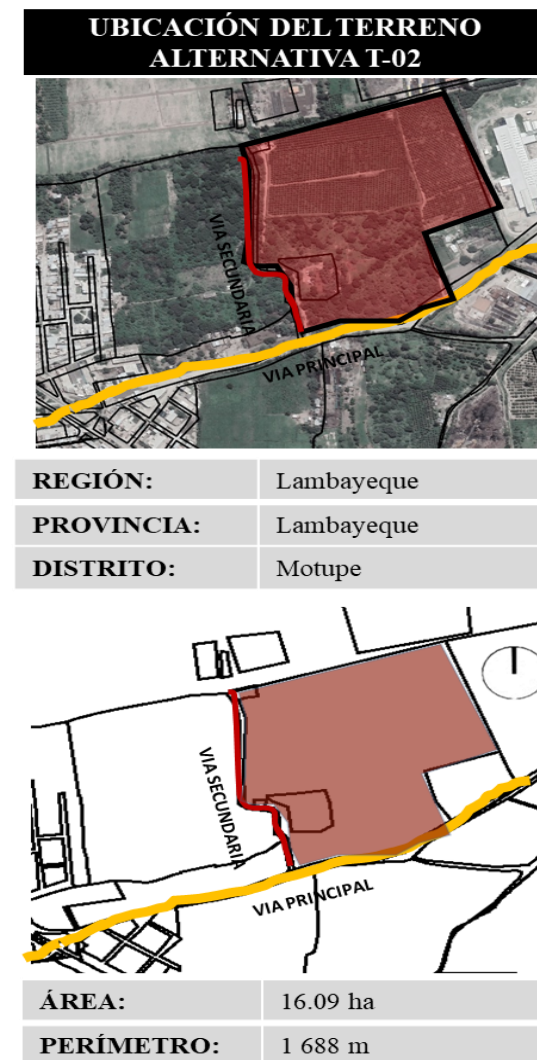 UBICACIÓN DEL TERRENO
ALTERNATIVA T-02
VIA SECUNDARIA
VIA PRINCIPAL
REGIÓN: Lambayeque
PROVINCIA: Lambayeque
DISTRITO: Motupe
VIA SECUNDARIA
VIA PRINCIPAL
ÁREA: 16.09 ha
PERÍMETRO: 1 688 m